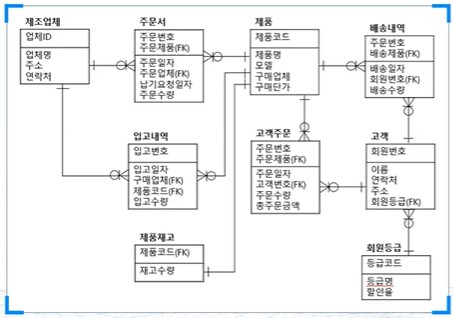 제조업체
업체ID
업체명
주소
연락처
주문서
주문번호
주문제품(FK)
주문일자
주문업체(FK)
납기요청일자
주문수량
제품
제품코드
제품명
모델
구매업체
구매단가
배송내역
주문번호
배송제품(FK)
배송일자
회원번호(FK)
배송수량
입고내역
입고번호
입고일자
구매업체(FK)
제품코드(FK)
입고수량
고객주문
주문번호
주문제품(FK)
주문일자
고객번호(FK)
주문수량
총주문금액
고객
회원번호
이름
연락처
주소
회원등급(FK)
제품재고
제품코드(FK)
재고수량
회원등급
등급코드
등급명
할인율